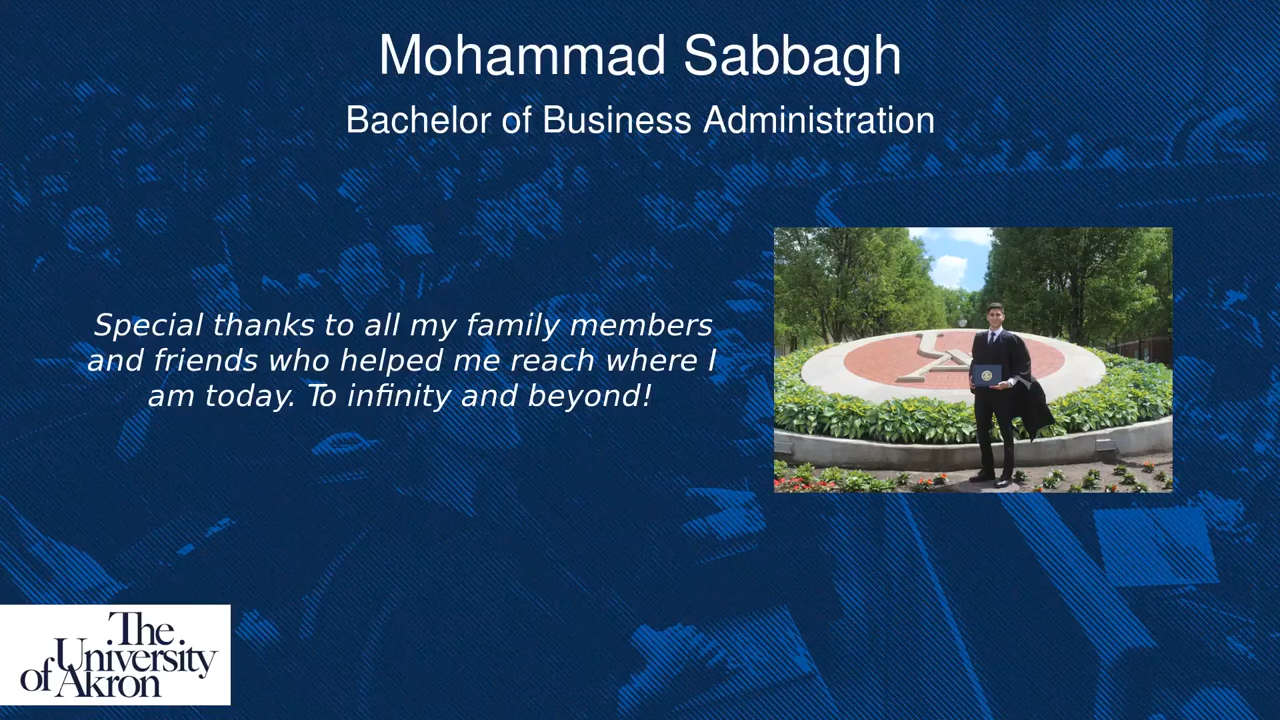 Mohammad Sabbagh
Bachelor of Business Administration
Special thanks to all my family members
and friends who helped me reach where I
am today. To infinity and beyond!
The
University
of Akron